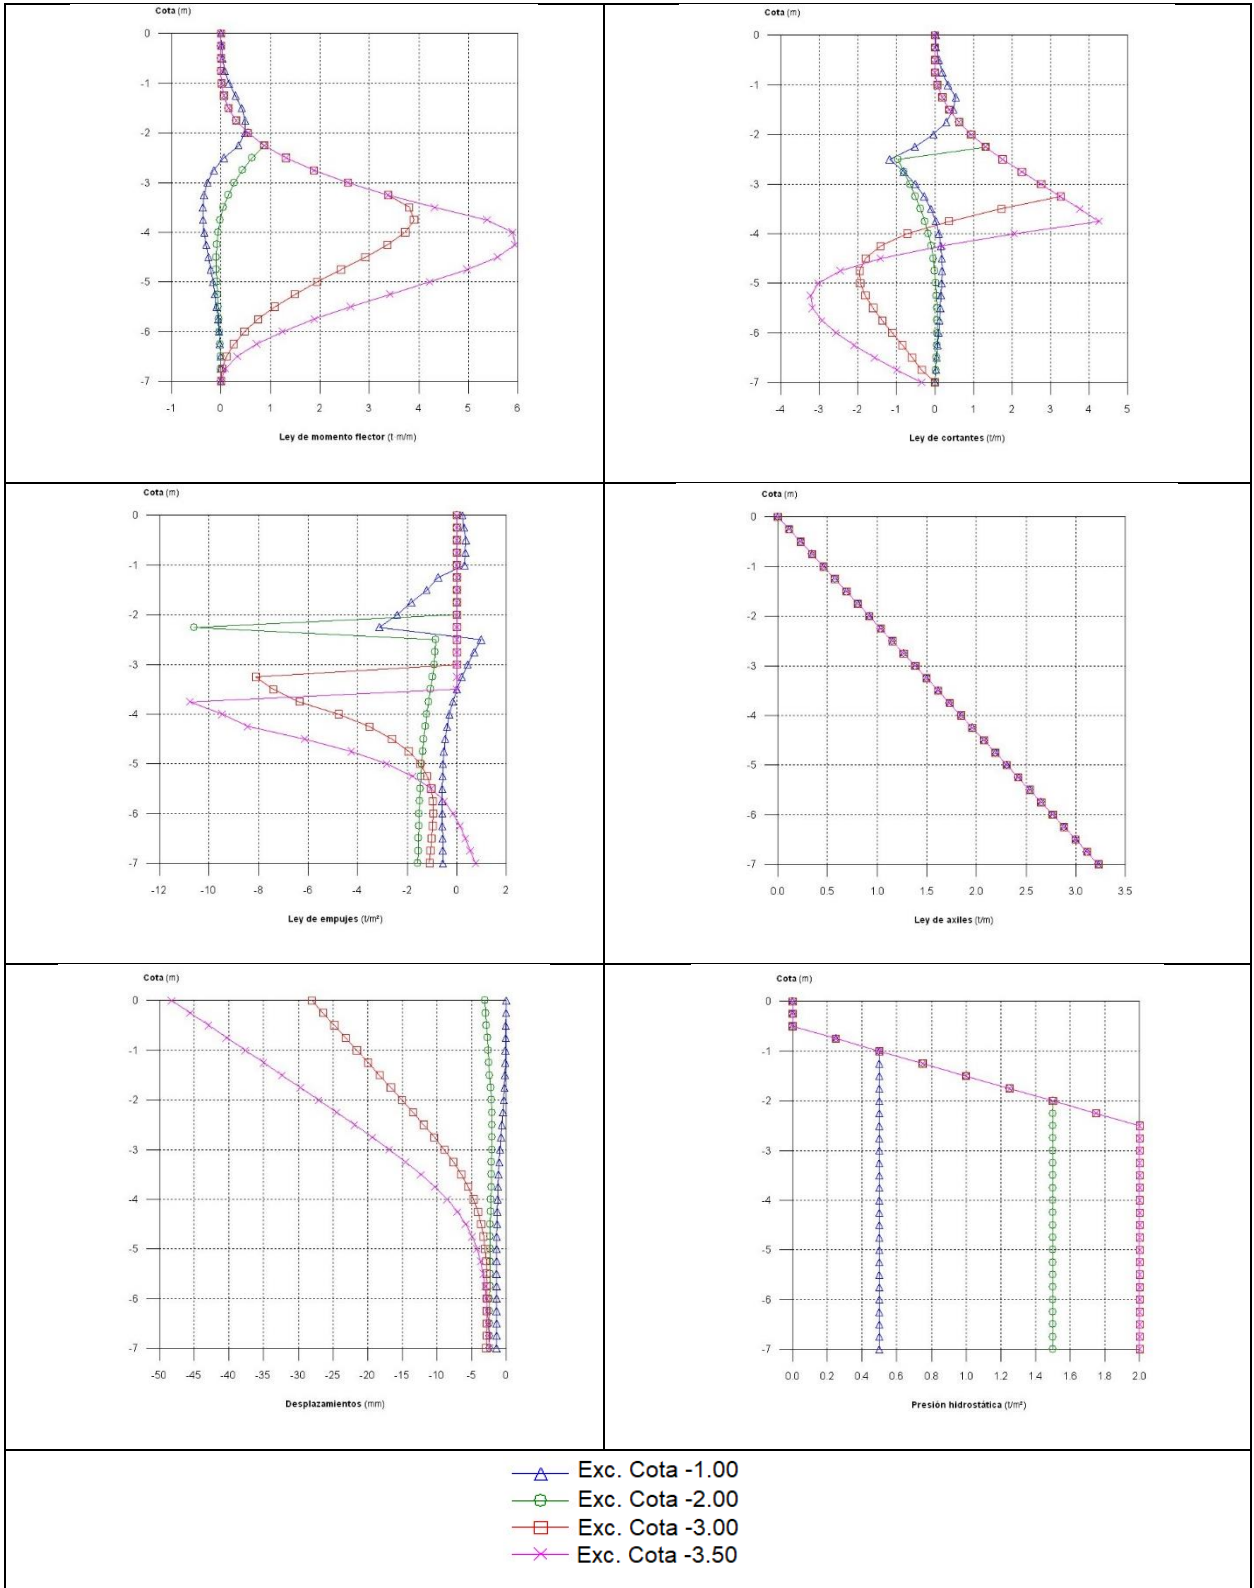 Cota (m)
0
-1
-2
-3
-4
-5
-6
-7
-1 0 1 2 3 4 5 6
Ley de momento flector (t·m/m)
Cota (m)
0
-1
-2
-3
-4
-5
-6
-7
-4 -3 -2 -1 0 1 2 3 4 5
Ley de cortantes (t/m)
Cota (m)
0
-1
-2
-3
-4
-5
-6
-7
-12 -10 -8 -6 -4 -2 0 2
Ley de empujes (t/m²)
Cota (m)
0
-1
-2
-3
-4
-5
-6
-7
0.0 0.5 1.0 1.5 2.0 2.5 3.0 3.5
Ley de axiles (t/m)
Cota (m)
0
-1
-2
-3
-4
-5
-6
-7
-50 -45 -40 -35 -30 -25 -20 -15 -10 -5 0
Desplazamientos (mm)
Cota (m)
0
-1
-2
-3
-4
-5
-6
-7
0.0 0.2 0.4 0.6 0.8 1.0 1.2 1.4 1.6 1.8 2.0
Presión hidrostática (t/m²)
Exc. Cota -1.00
Exc. Cota -2.00
Exc. Cota -3.00
Exc. Cota -3.50